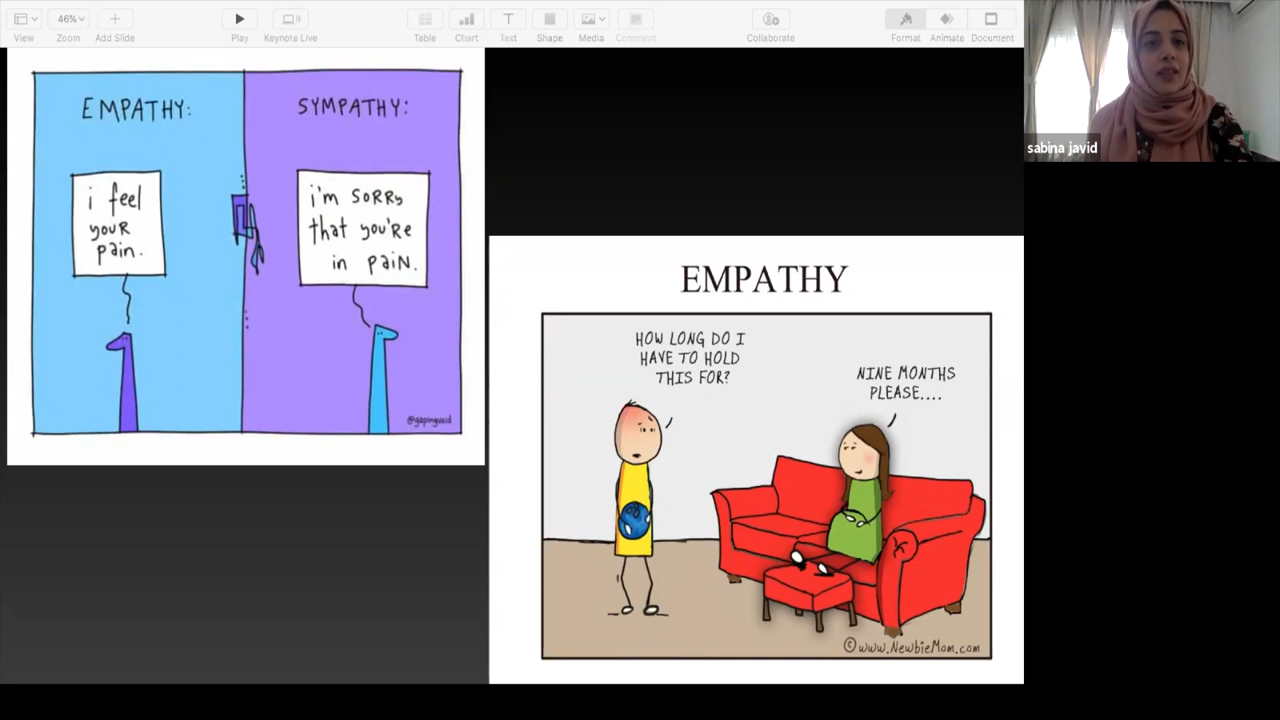 View
46%
Zoom
Add Slide
Play
Keynote Live
Table
Chart
T
Text
Shape
Media
Comment
Collaborate
Format
Animate
Document
sabina javid
EMPATHY:
i feel
your
pain.
SYMPATHY:
i'm sorry
that you're
in pain.
@gapingvoid
EMPATHY
HOW LONG DO I
HAVE TO HOLD
THIS FOR?
NINE MONTHS
PLEASE....
© www.NewbieMom.com